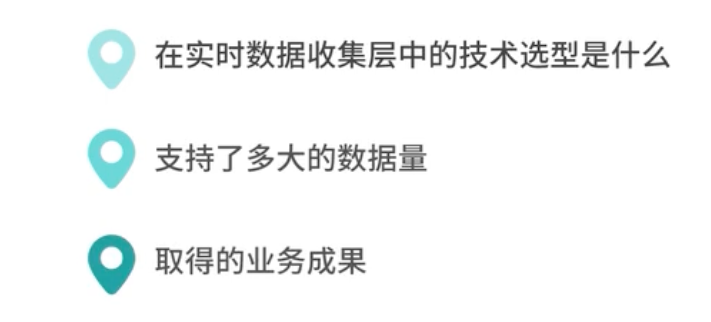 在实时数据收集层中的技术选型是什么
支持了多大的数据量
取得的业务成果